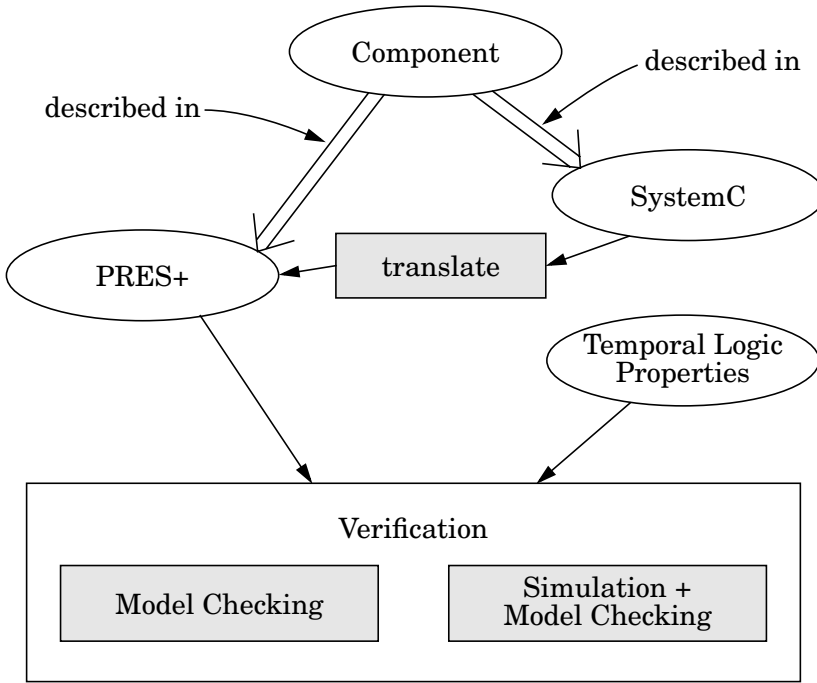 Component
described in
described in
SystemC
PRES+
translate
Temporal Logic
Properties
Verification
Model Checking
Simulation +
Model Checking